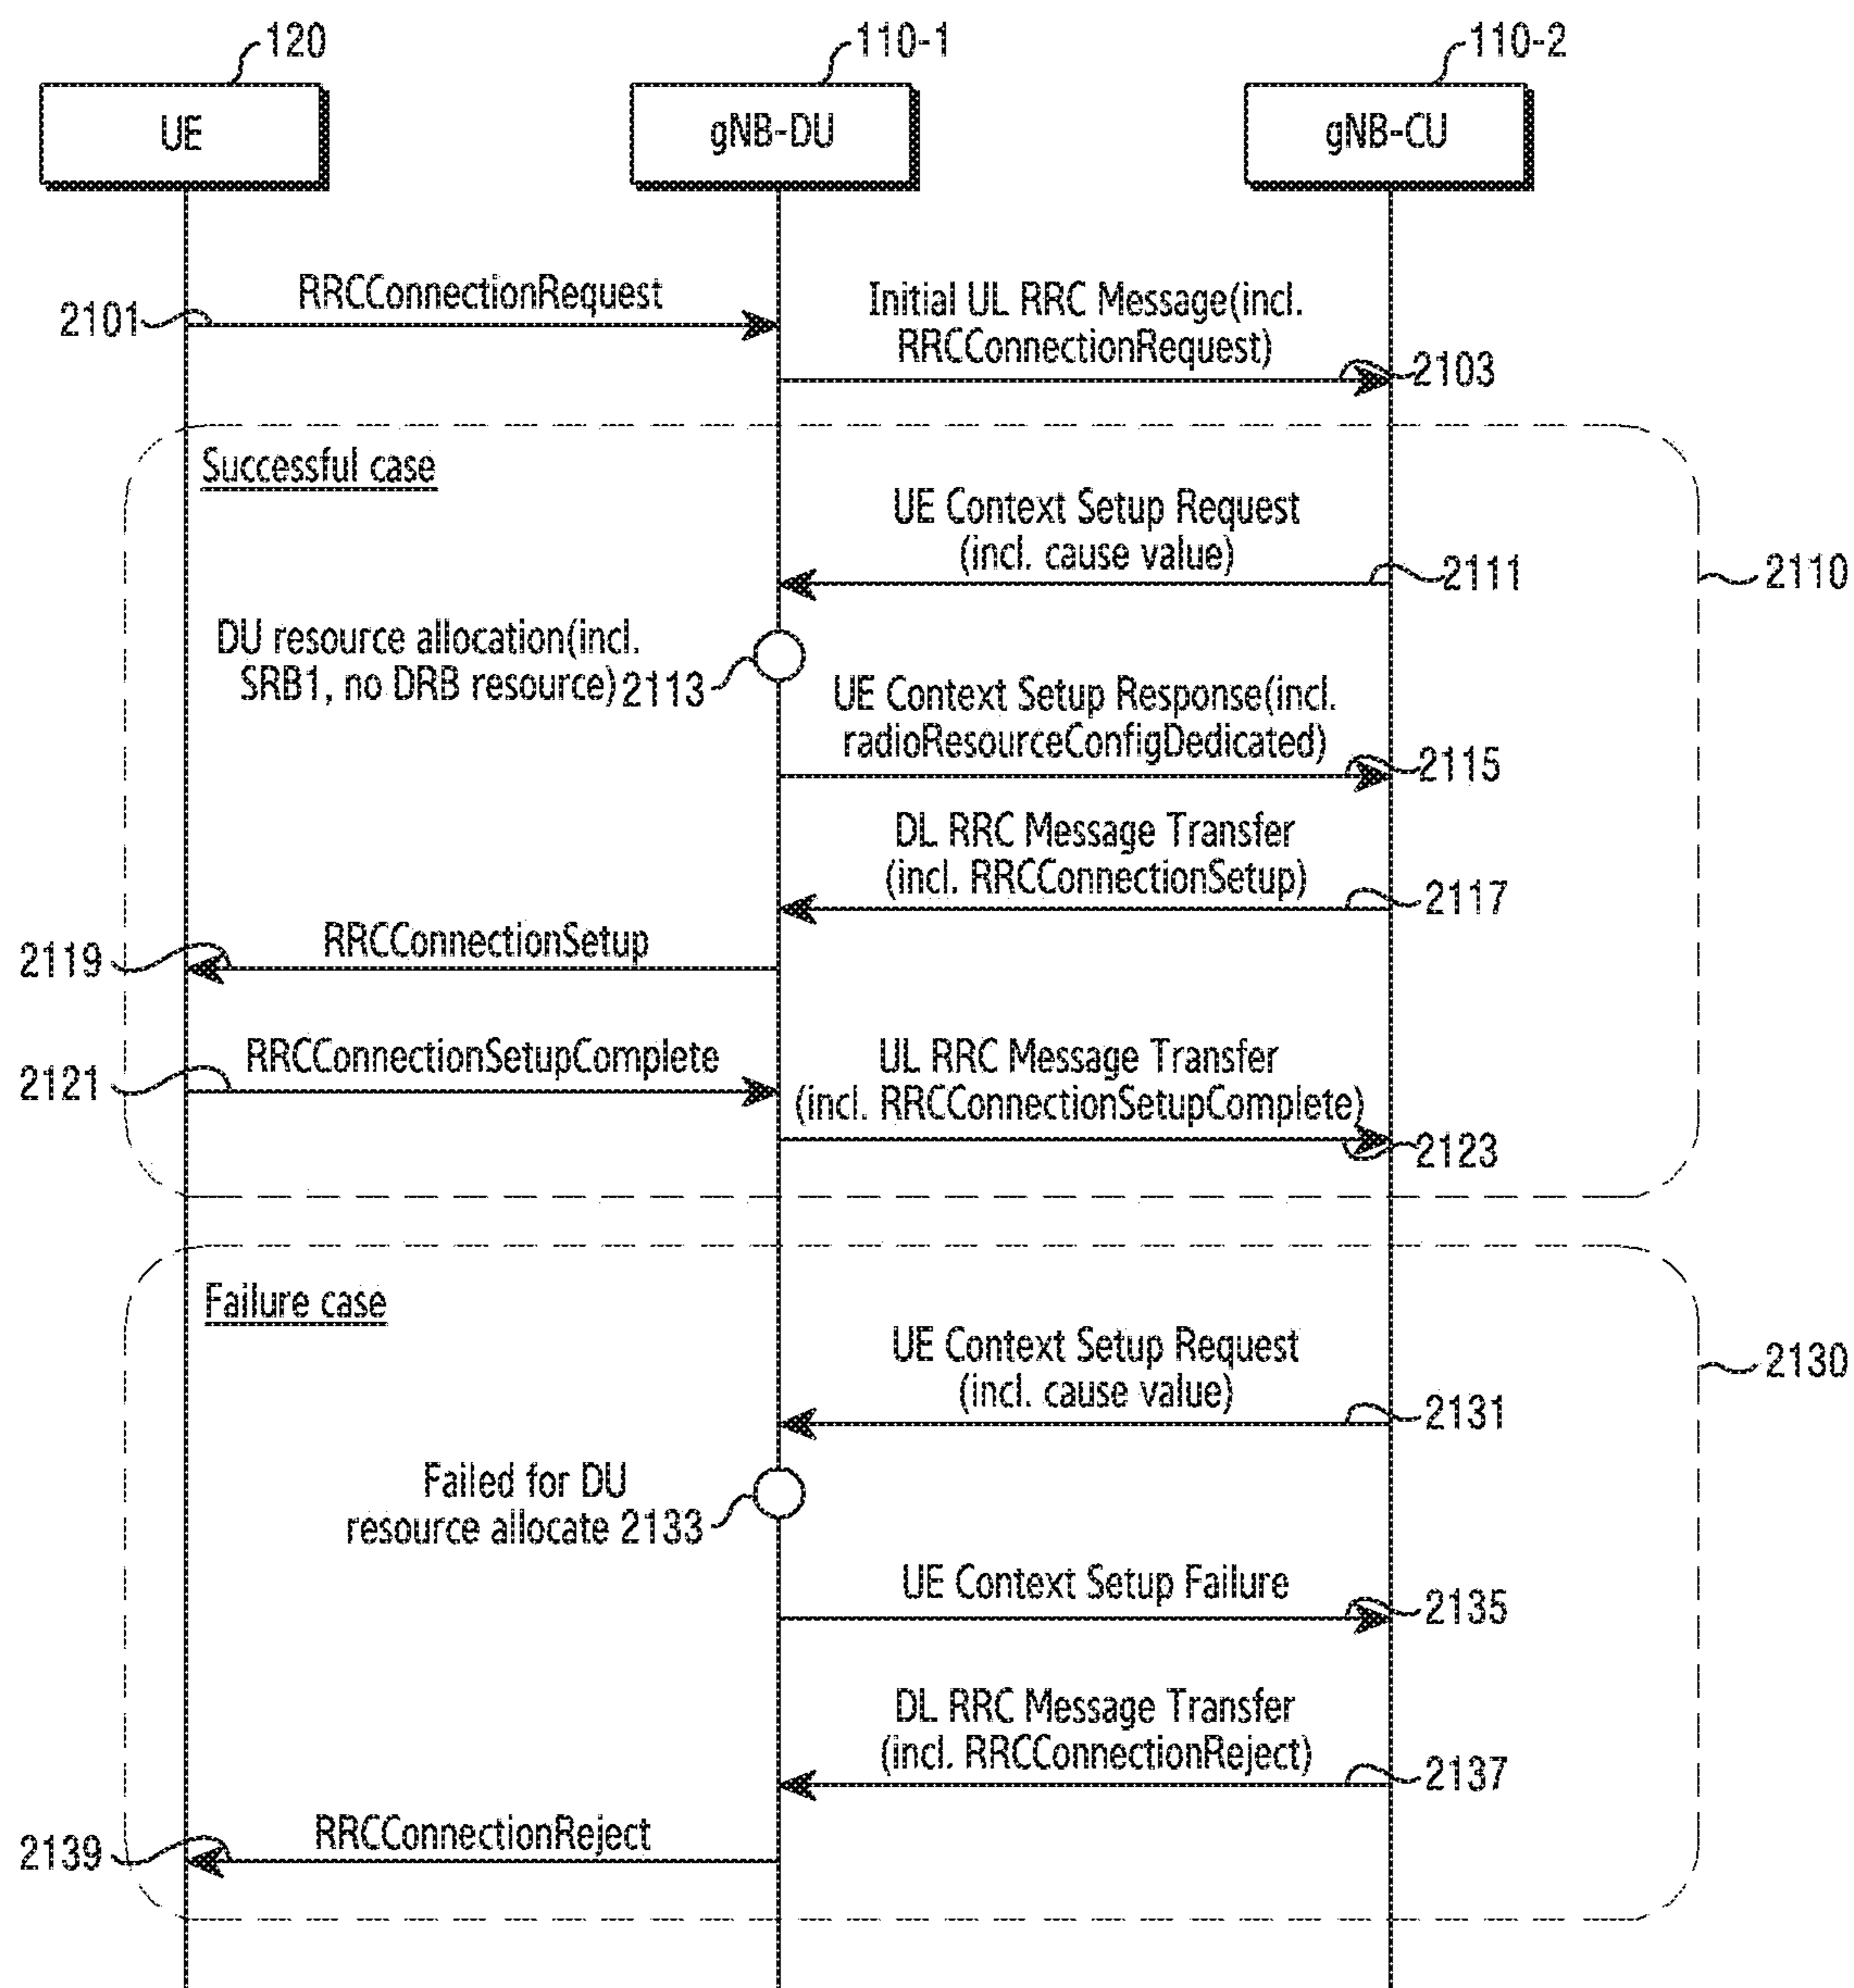 120
110-1
110-2
UE
gNB-DU
gNB-CU
RRCConnectionRequest
2101
Initial UL RRC Message(incl.
RRCConnectionRequest)
2103
Successful case
UE Context Setup Request
(incl. cause value)
2111
2110
DU resource allocation(incl.
SRB1, no DRB resource) 2113
UE Context Setup Response(incl.
radioResourceConfigDedicated)
2115
DL RRC Message Transfer
(incl. RRCConnectionSetup)
2117
RRCConnectionSetup
2119
RRCConnectionSetupComplete
2121
UL RRC Message Transfer
(incl. RRCConnectionSetupComplete)
2123
Failure case
UE Context Setup Request
(incl. cause value)
2131
2130
Failed for DU
resource allocate 2133
UE Context Setup Failure
2135
DL RRC Message Transfer
(incl. RRCConnectionReject)
2137
RRCConnectionReject
2139